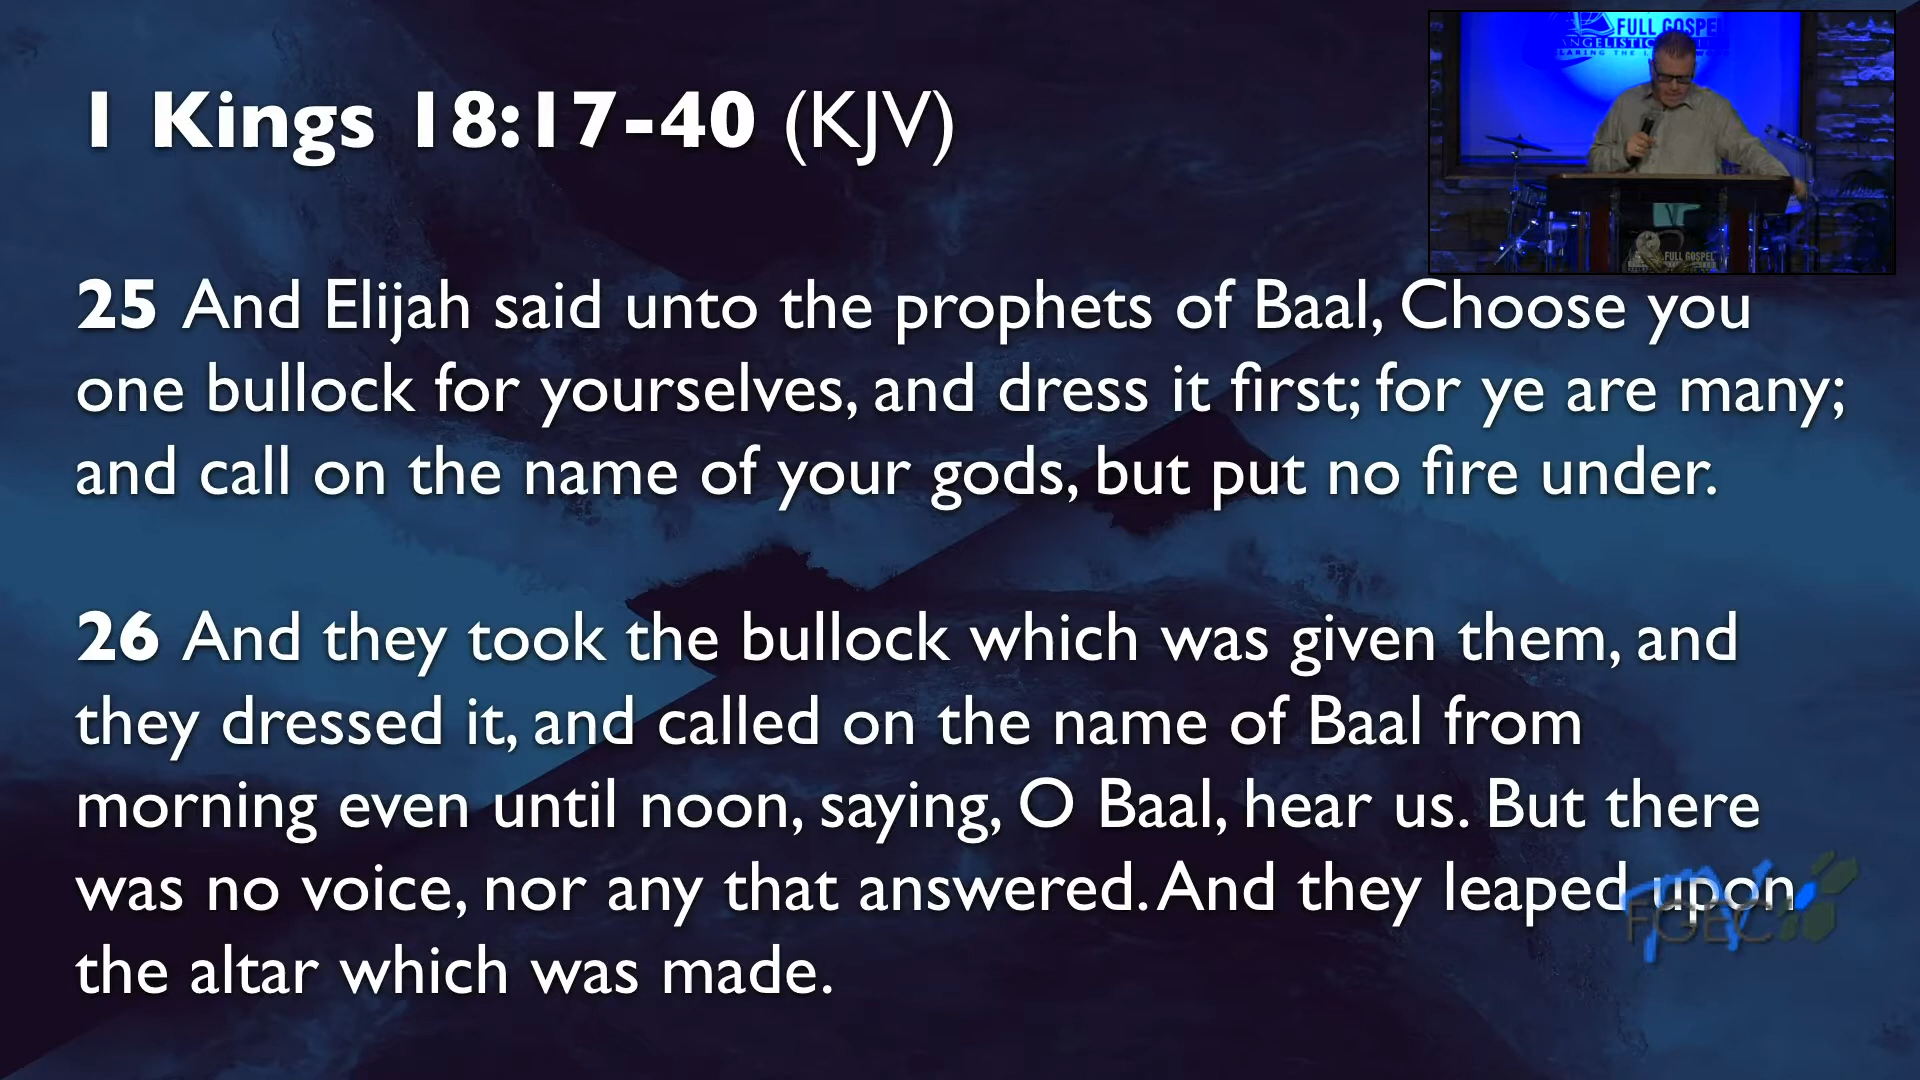 1 Kings 18:17-40 (KJV)
FULL GOSPEL
25 And Elijah said unto the prophets of Baal, Choose you
one bullock for yourselves, and dress it first; for ye are many;
and call on the name of your gods, but put no fire under.
26 And they took the bullock which was given them, and
they dressed it, and called on the name of Baal from
morning even until noon, saying, O Baal, hear us. But there
was no voice, nor any that answered. And they leaped upon
the altar which was made.
FGEC